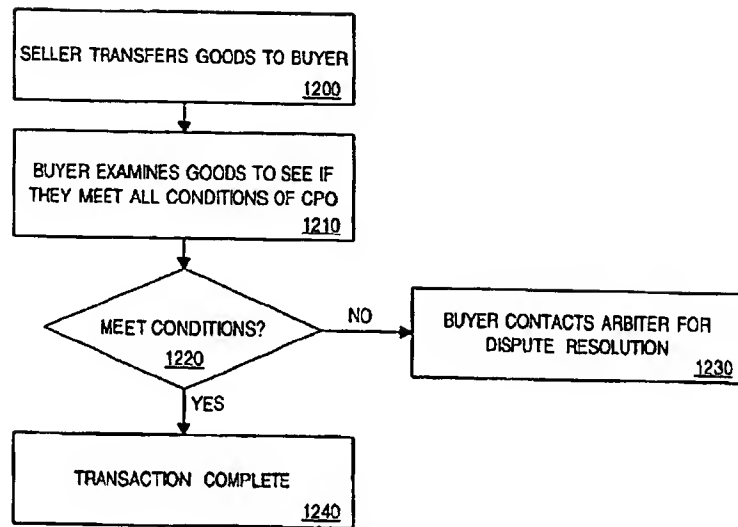 SELLER TRANSFERS GOODS TO BUYER
1200
BUYER EXAMINES GOODS TO SEE IF
THEY MEET ALL CONDITIONS OF CPO
1210
MEET CONDITIONS?
1220
NO
BUYER CONTACTS ARBITER FOR
DISPUTE RESOLUTION
1230
YES
TRANSACTION COMPLETE
1240